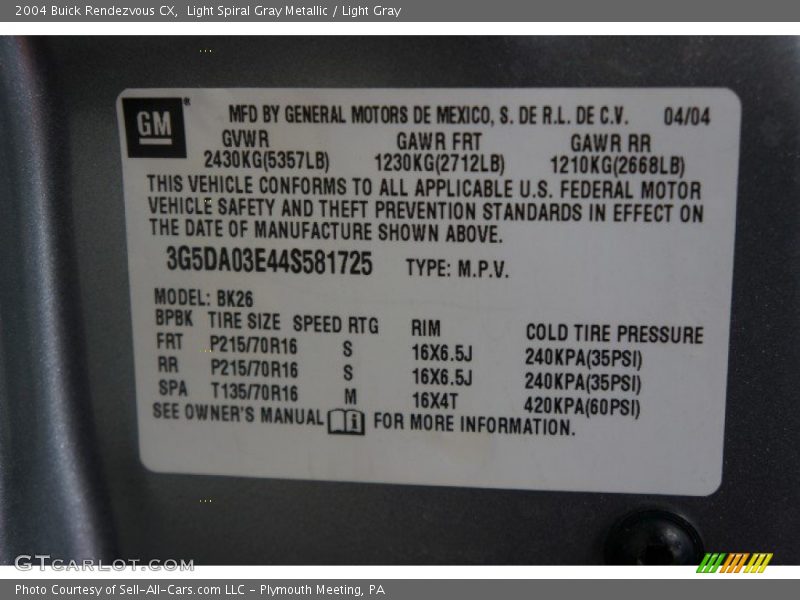 2004 Buick Rendezvous CX, Light Spiral Gray Metallic / Light Gray
GM ®
MFD BY GENERAL MOTORS DE MEXICO, S. DE R.L. DE C.V. 04/04
GVWR GAWR FRT GAWR RR
2430KG(5357LB) 1230KG(2712LB) 1210KG(2668LB)
THIS VEHICLE CONFORMS TO ALL APPLICABLE U.S. FEDERAL MOTOR
VEHICLE SAFETY AND THEFT PREVENTION STANDARDS IN EFFECT ON
THE DATE OF MANUFACTURE SHOWN ABOVE.
3G5DA03E44S581725 TYPE: M.P.V.
MODEL: BK26
BPBK TIRE SIZE SPEED RTG RIM COLD TIRE PRESSURE
FRT P215/70R16 S 16X6.5J 240KPA(35PSI)
RR P215/70R16 S 16X6.5J 240KPA(35PSI)
SPA T135/70R16 M 16X4T 420KPA(60PSI)
SEE OWNER'S MANUAL i FOR MORE INFORMATION.
GTCARLOT.COM
Photo Courtesy of Sell-All-Cars.com LLC - Plymouth Meeting, PA